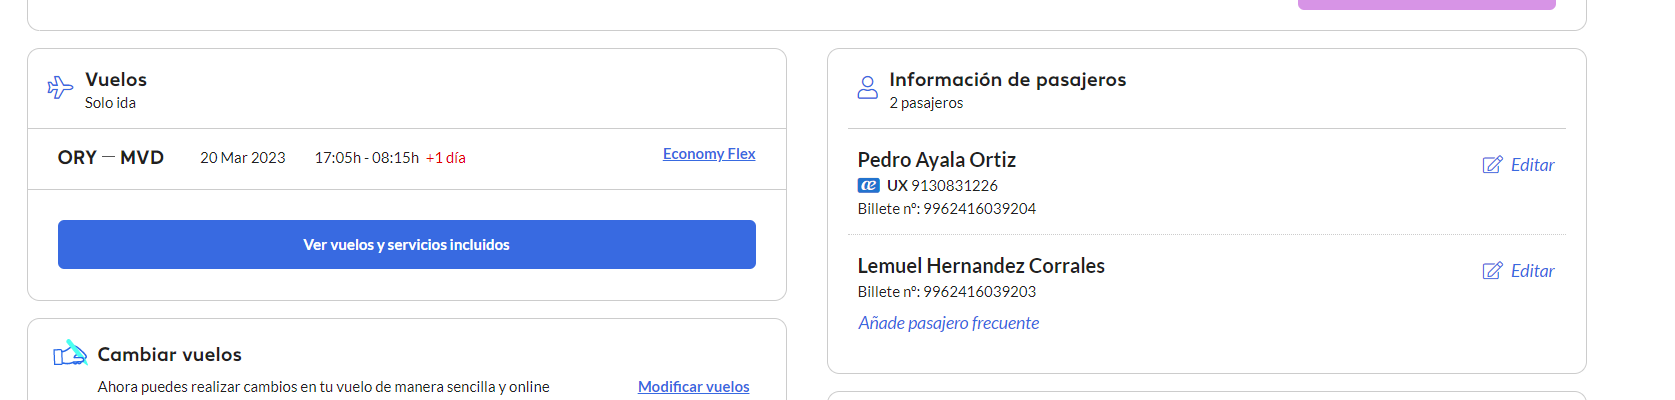 Vuelos
Solo ida
ORY — MVD 20 Mar 2023 17:05h - 08:15h +1 día Economy Flex
Ver vuelos y servicios incluidos
Cambiar vuelos
Ahora puedes realizar cambios en tu vuelo de manera sencilla y online Modificar vuelos
Información de pasajeros
2 pasajeros
Pedro Ayala Ortiz Editar
UX 9130831226
Billete nº: 9962416039204
Lemuel Hernandez Corrales Editar
Billete nº: 9962416039203
Añade pasajero frecuente